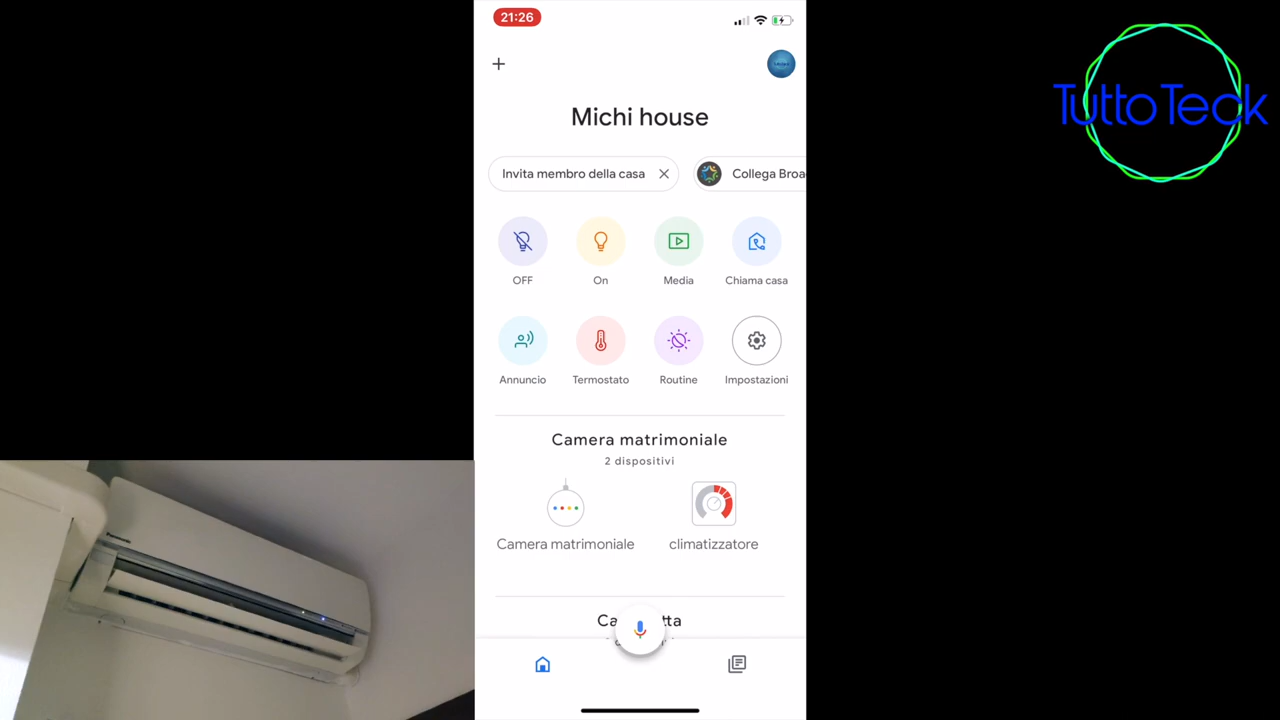 21:26
TuttoTeck
Michi house
Invita membro della casa
Collega Broa
OFF
On
Media
Chiama casa
Annuncio
Termostato
Routine
Impostazioni
Camera matrimoniale
2 dispositivi
Camera matrimoniale
climatizzatore